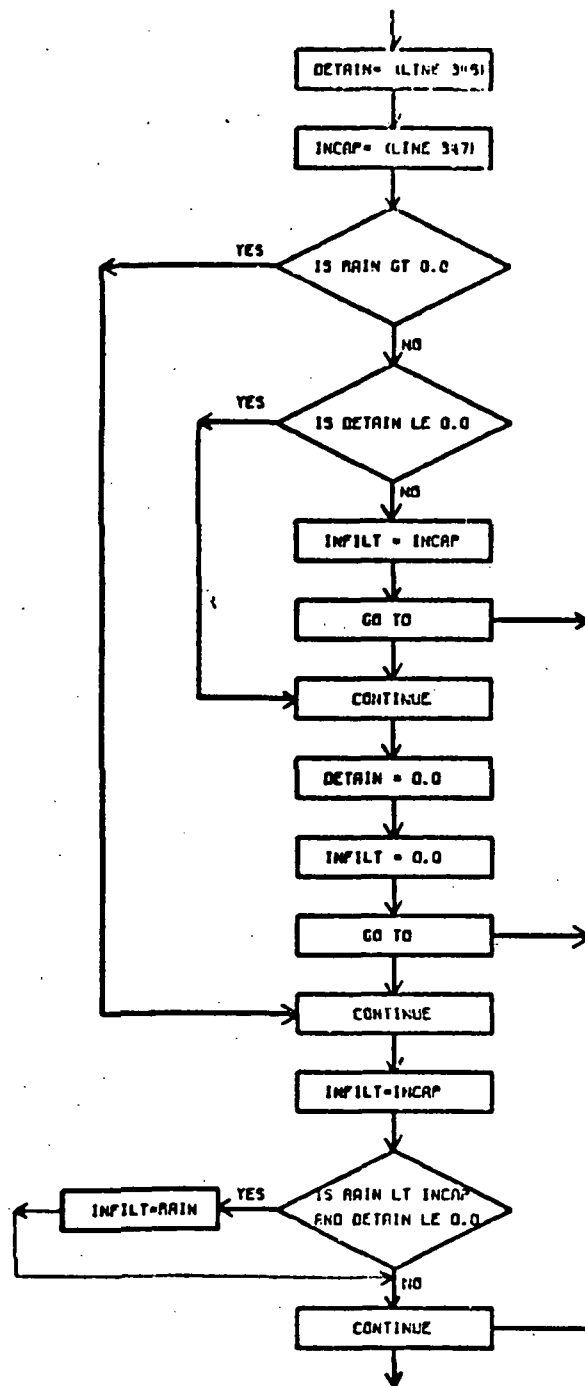 DETAIN= (LINE 345)
INCAP= (LINE 347)
YES
IS RAIN GT 0.0
NO
YES
IS DETAIN LE 0.0
NO
INFILT = INCAP
GO TO
CONTINUE
DETAIN = 0.0
INFILT = 0.0
GO TO
CONTINUE
INFILT=INCAP
YES
INFILT=RAIN
IS RAIN LT INCAP
AND DETAIN LE 0.0
NO
CONTINUE